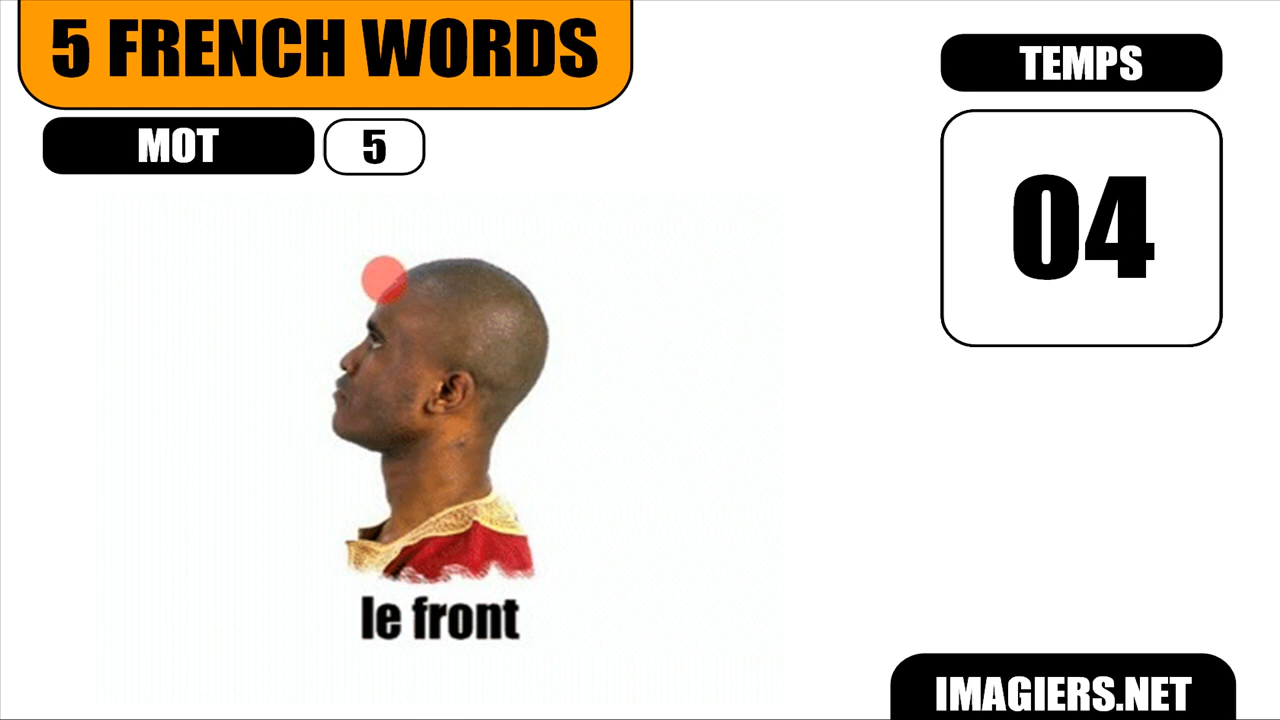 5 FRENCH WORDS
TEMPS
MOT
5
04
le front
IMAGIERS.NET